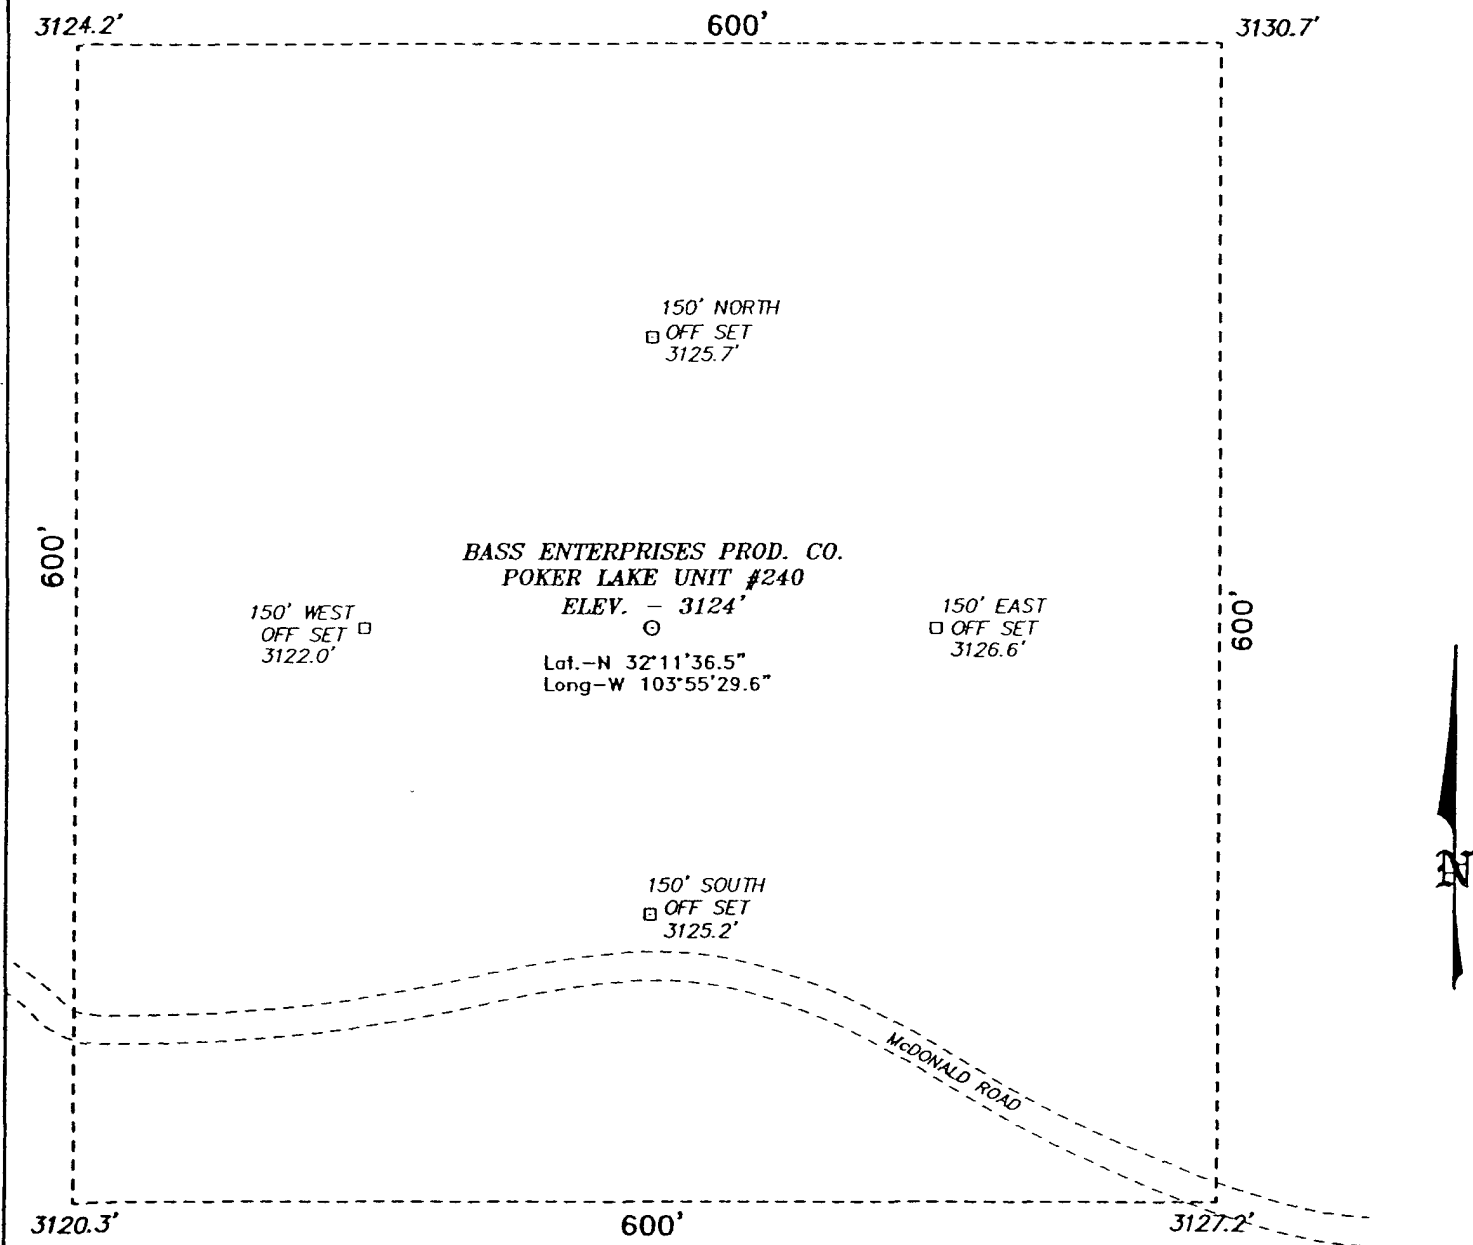 3124.2'
600'
3130.7'
150' NORTH
OFF SET
3125.7'
600'
BASS ENTERPRISES PROD. CO.
POKER LAKE UNIT #240
ELEV. - 3124'
150' WEST
OFF SET
3122.0'
150' EAST
OFF SET
3126.6'
600'
Lat.-N 32°11'36.5"
Long-W 103°55'29.6"
N
150' SOUTH
OFF SET
3125.2'
McDONALD ROAD
3120.3'
600'
3127.2'